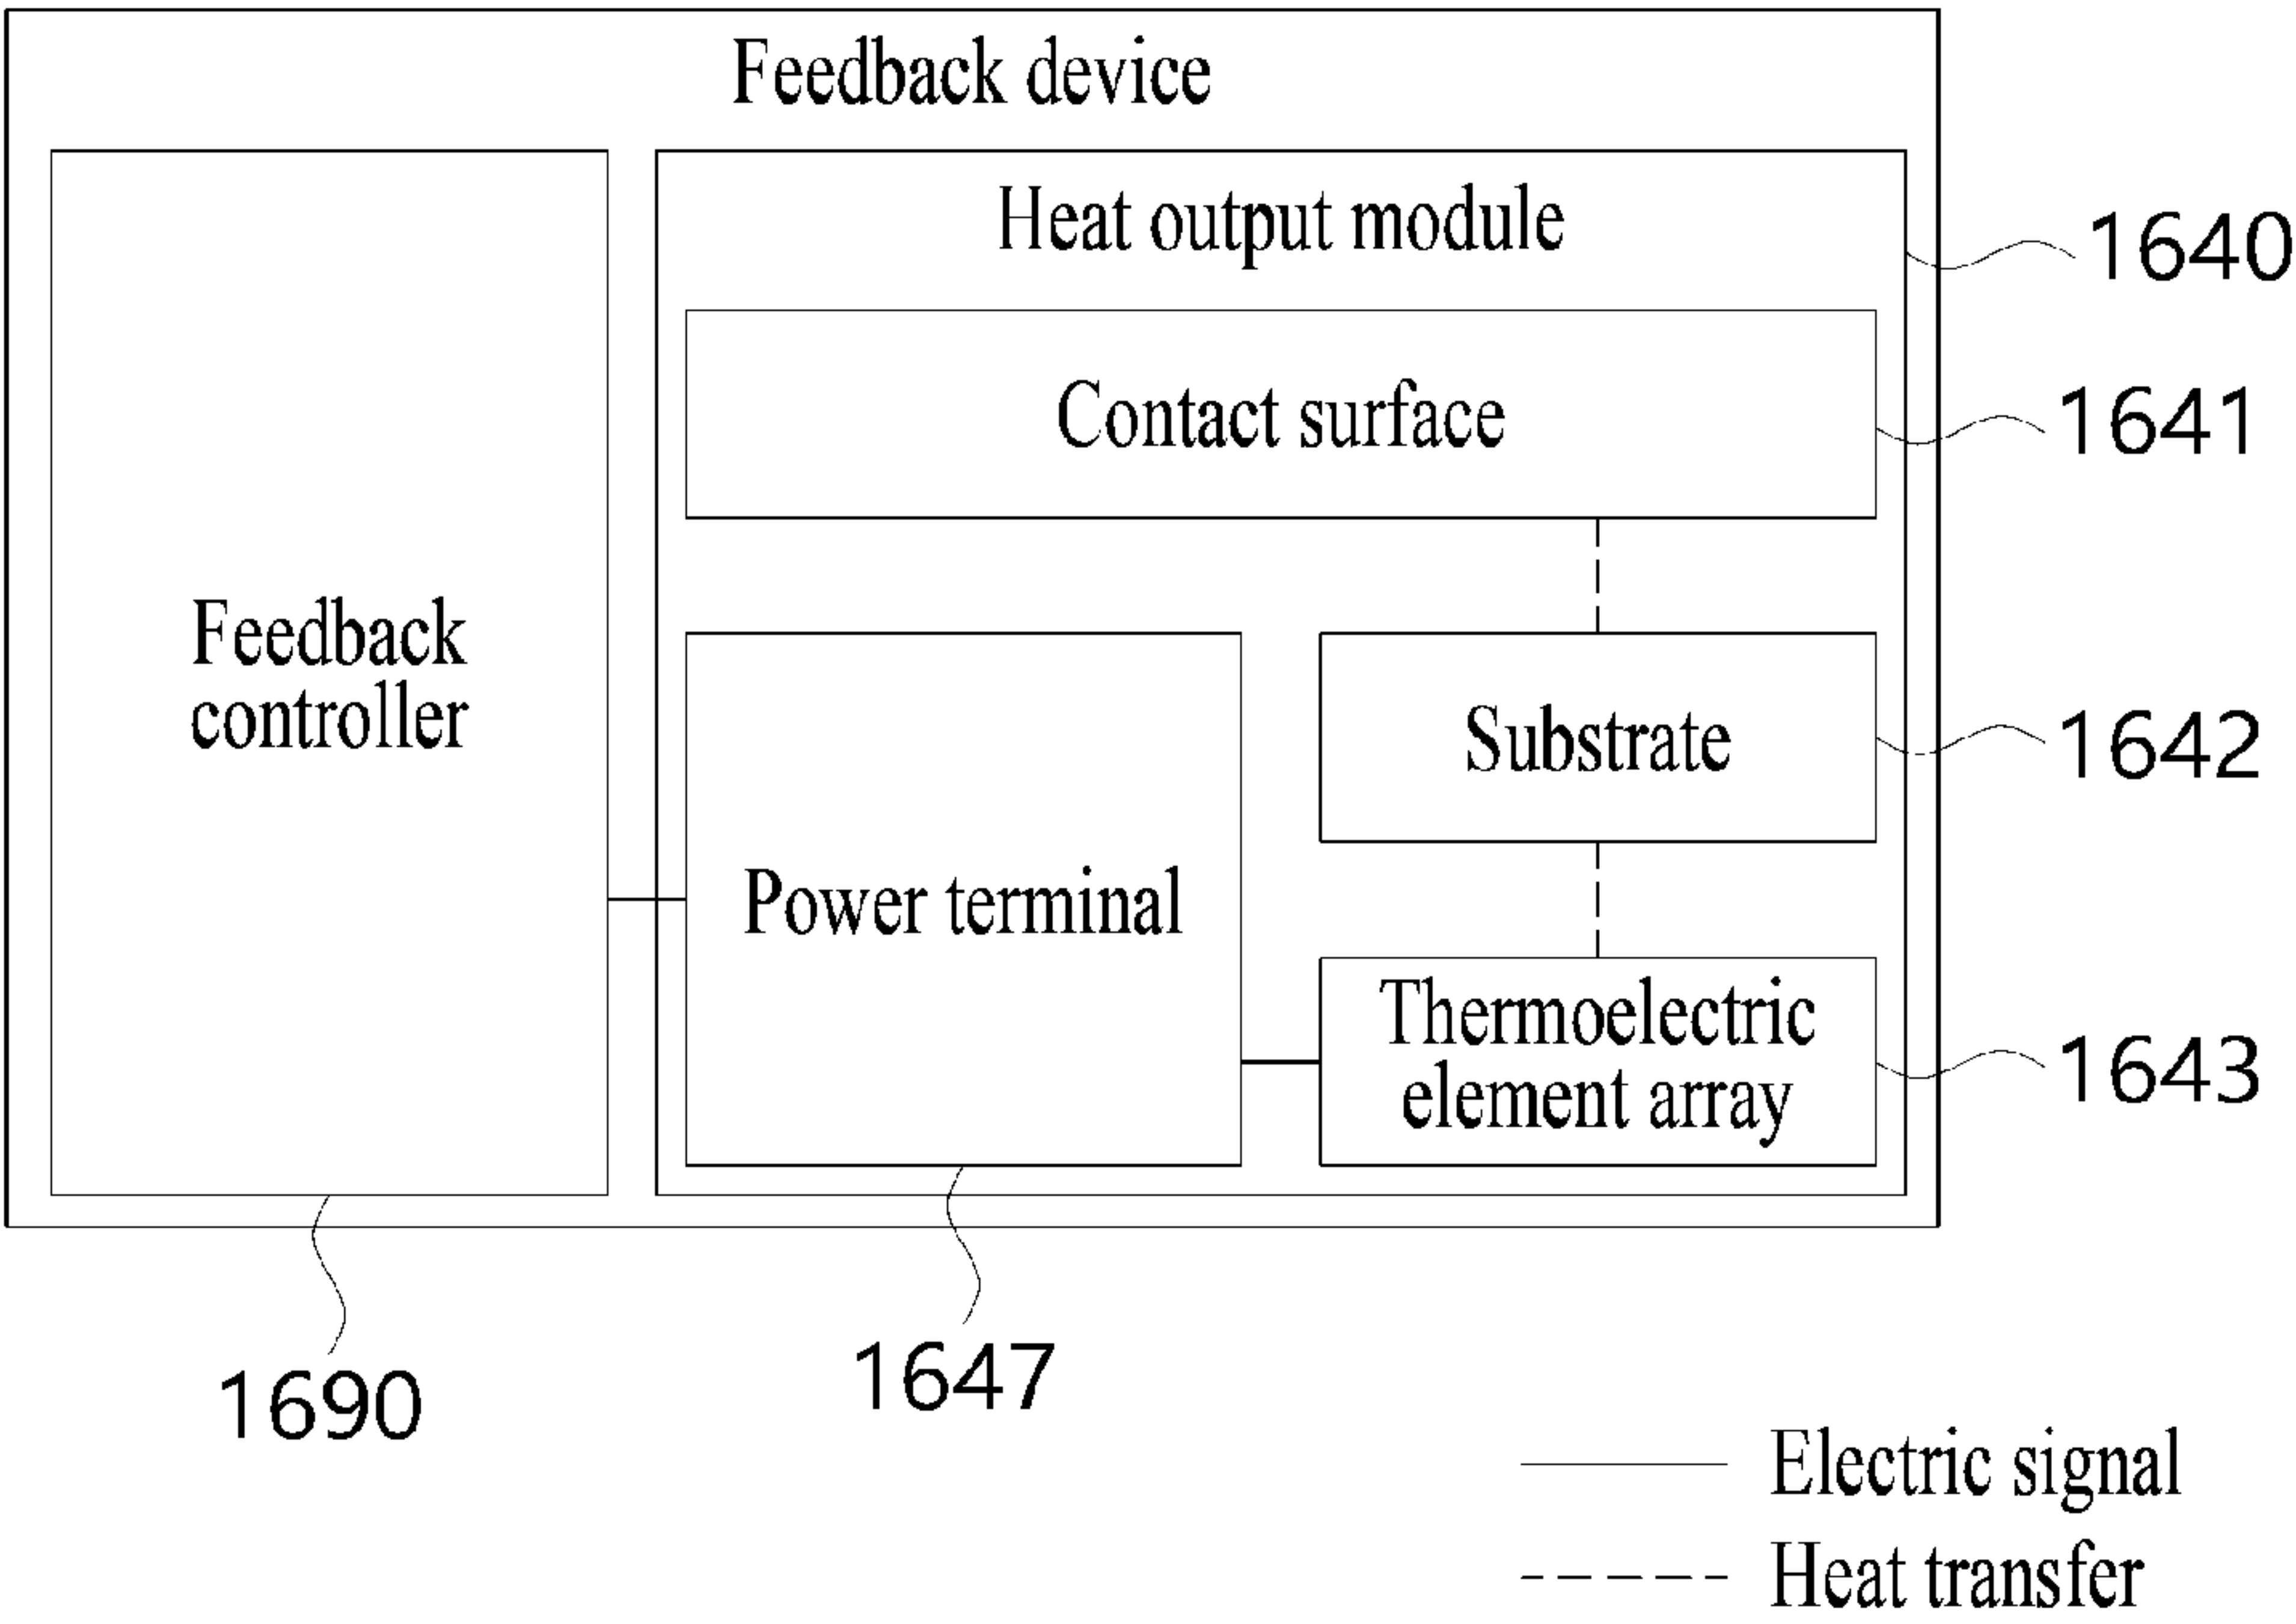 Feedback device
Heat output module
1640
Contact surface
1641
Feedback
controller
Substrate
1642
Power terminal
Thermoelectric
element array
1643
1690
1647
Electric signal
Heat transfer